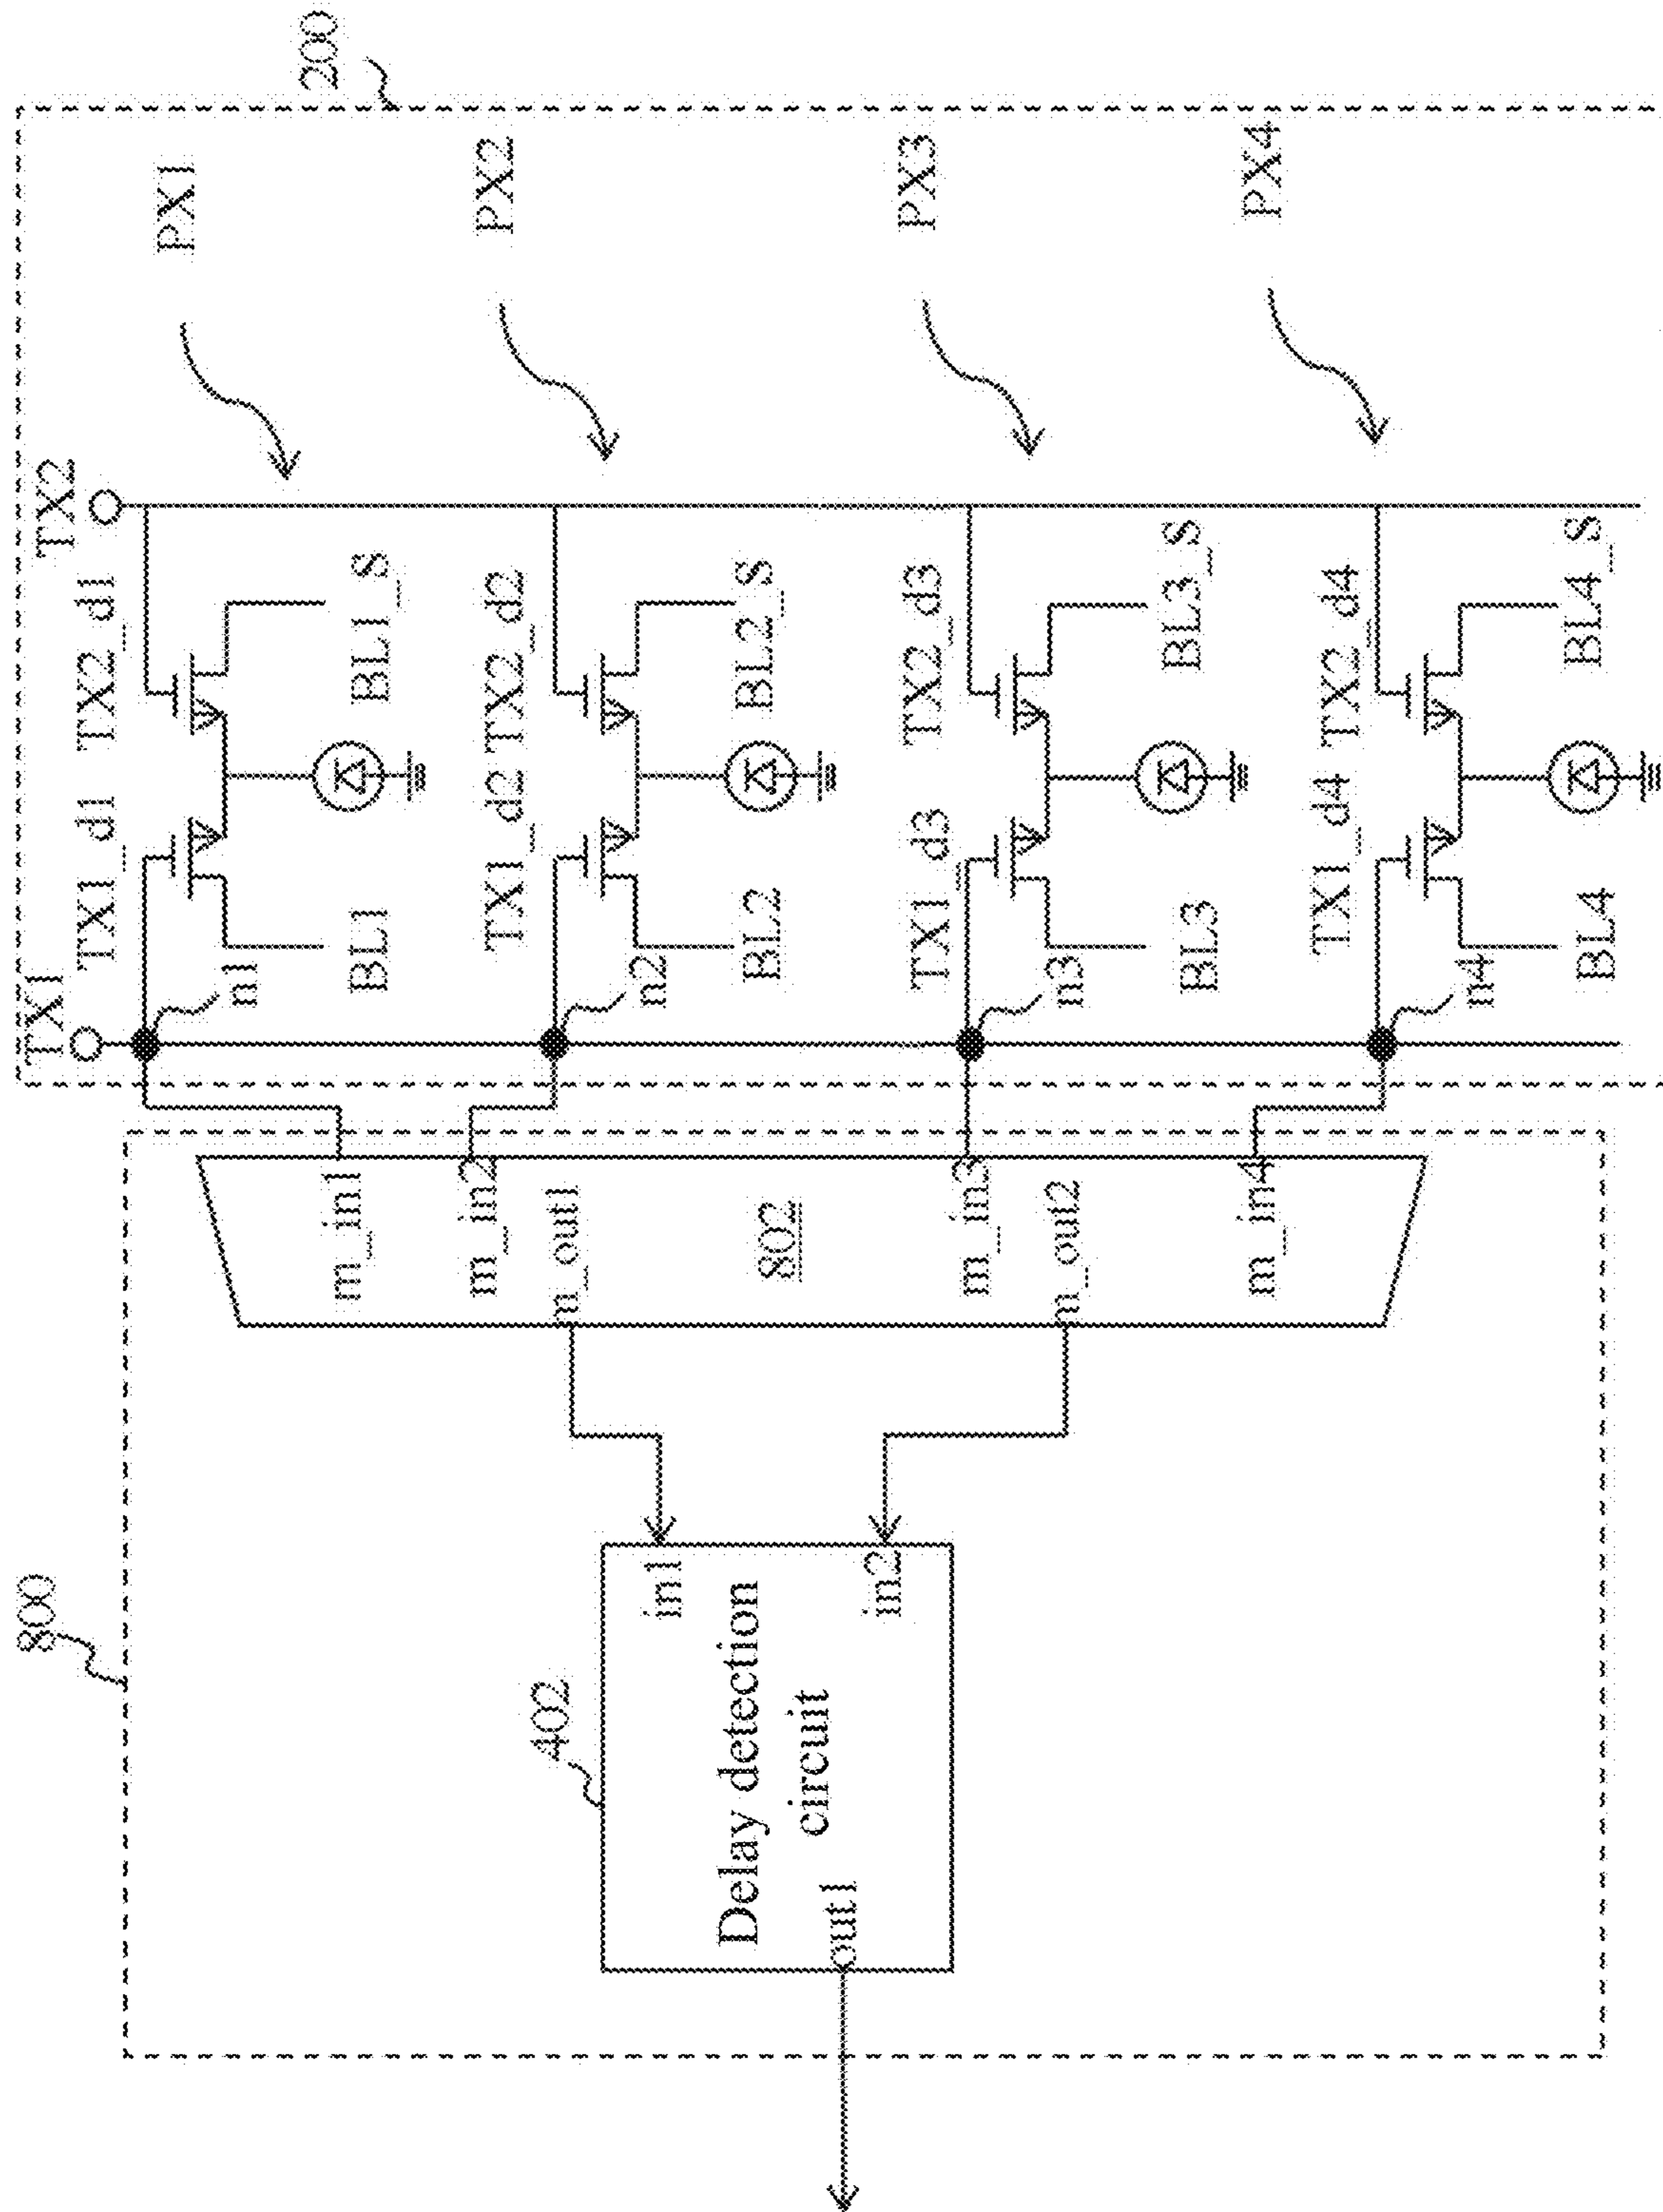 800
200
402
Delay detection
circuit
in1
in2
out1
802
m_in1
m_in2
m_out1
m_in3
m_out2
m_in4
TX1
TX2
TX1_d1
TX2_d1
n1
BL1
BL1_S
PX1
TX1_d2
TX2_d2
n2
BL2
BL2_S
PX2
TX1_d3
TX2_d3
n3
BL3
BL3_S
PX3
TX1_d4
TX2_d4
n4
BL4
BL4_S
PX4